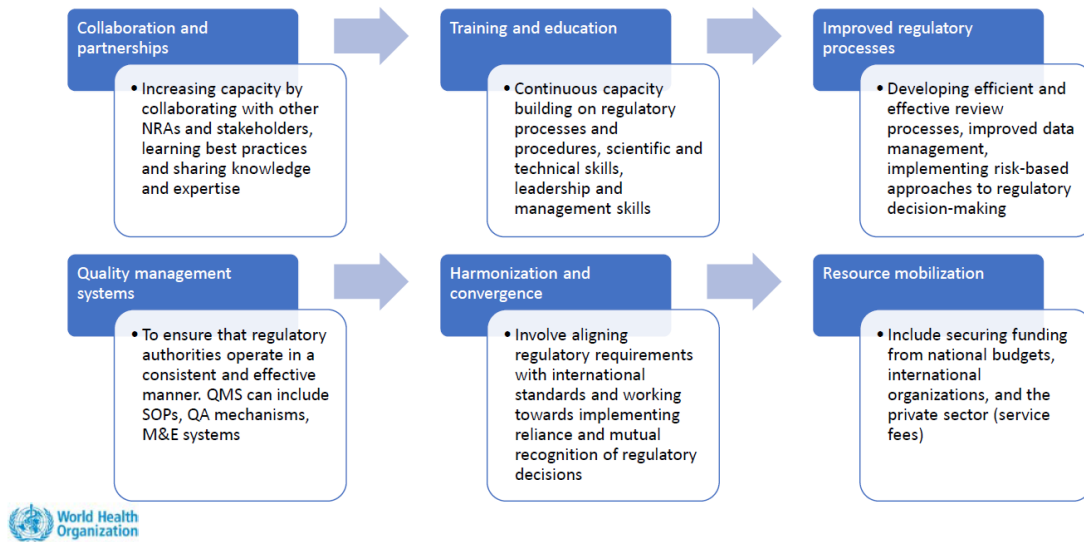 Collaboration and
partnerships
• Increasing capacity by
collaborating with other
NRAs and stakeholders,
learning best practices
and sharing knowledge
and expertise
Training and education
• Continuous capacity
building on regulatory
processes and
procedures, scientific and
technical skills,
leadership and
management skills
Improved regulatory
processes
• Developing efficient and
effective review
processes, improved data
management,
implementing risk-based
approaches to regulatory
decision-making
Quality management
systems
• To ensure that regulatory
authorities operate in a
consistent and effective
manner. QMS can include
SOPs, QA mechanisms,
M&E systems
Harmonization and
convergence
• Involve aligning
regulatory requirements
with international
standards and working
towards implementing
reliance and mutual
recognition of regulatory
decisions
Resource mobilization
• Include securing funding
from national budgets,
international
organizations, and the
private sector (service
fees)
World Health
Organization